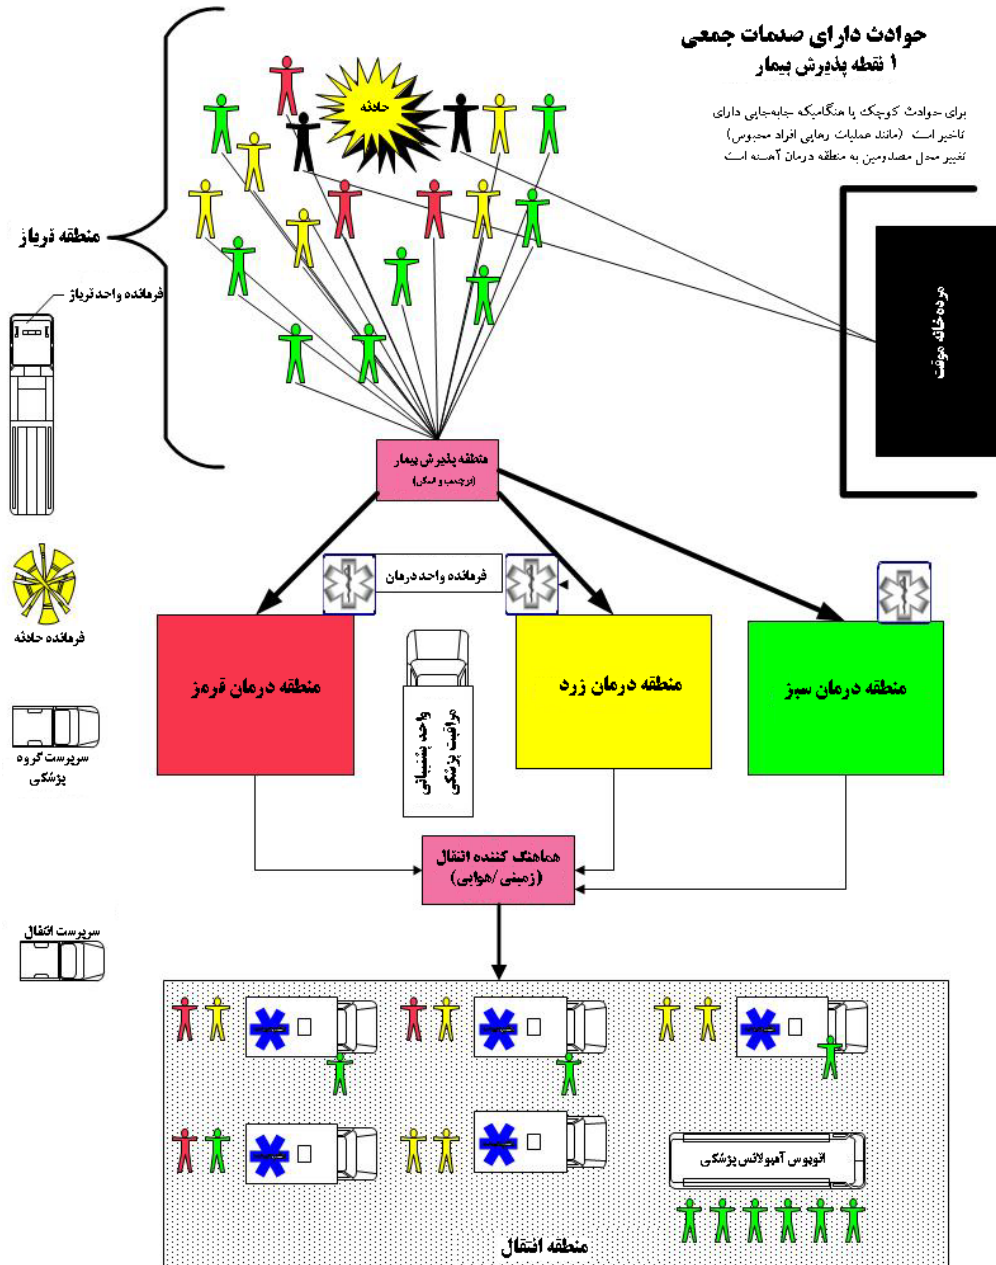 حوادث دارای صدمات جمعی
۱ نقطه پذیرش بیمار
برای حوادث کوچک یا هنگامیکه جابه‌جایی دارای
تاخیر است (مانند عملیات رهایی افراد محبوس)
تغییر محل مصدومین به منطقه درمان آهسته است
حادثه
منطقه تریاژ
فرمانده واحد تریاژ
مرده خانه موقت
منطقه پذیرش بیمار
(برچسب و اسکن)
فرمانده واحد درمان
فرمانده حادثه
منطقه درمان قرمز
منطقه درمان زرد
منطقه درمان سبز
واحد پشتیبانی
مراقبت پزشکی
سرپرست گروه
پزشکی
هماهنگ کننده انتقال
(زمینی/هوایی)
سرپرست انتقال
اتوبوس آمبولانس پزشکی
منطقه انتقال